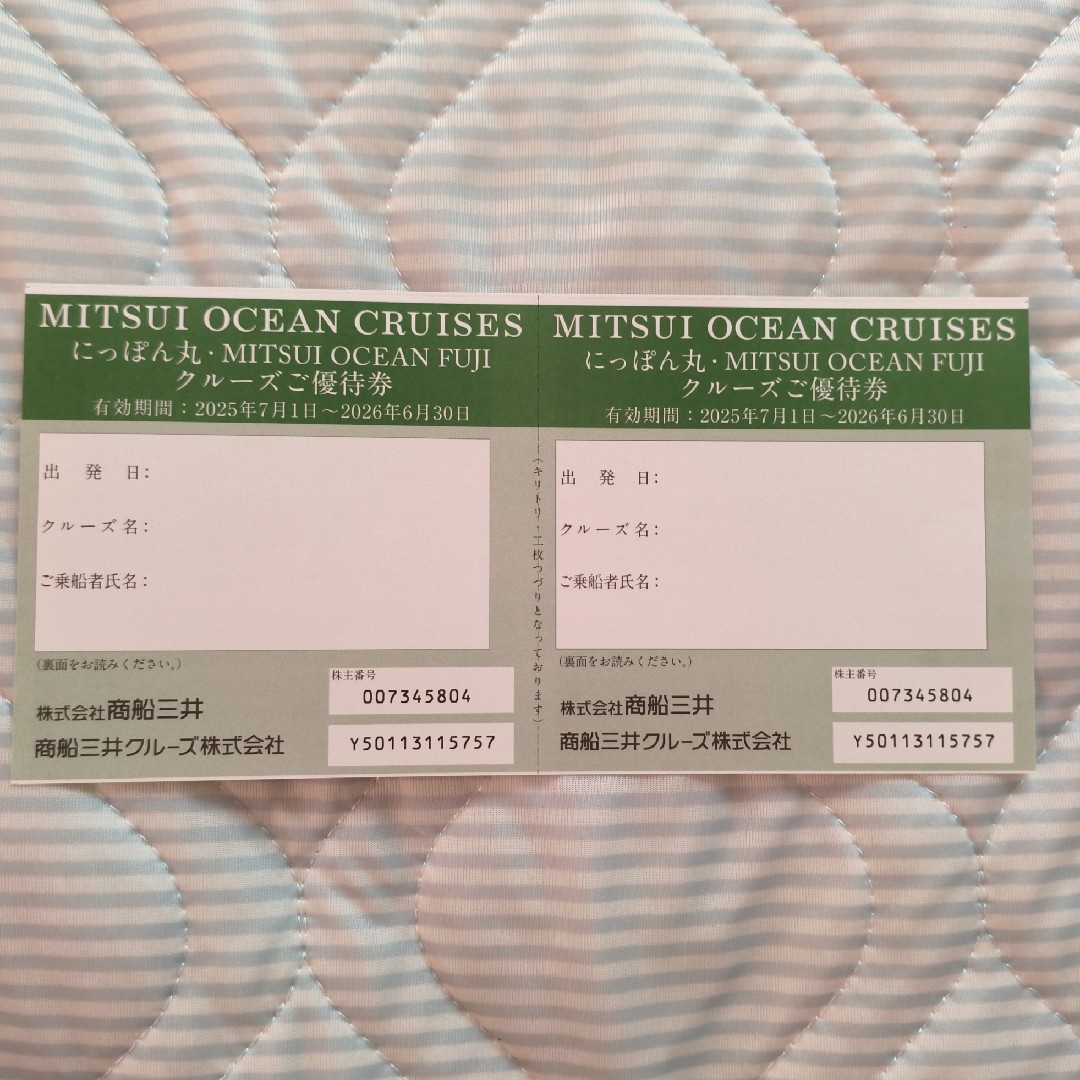 MITSUI OCEAN CRUISES
にっぽん丸・MITSUI OCEAN FUJI
クルーズご優待券
有効期間：2025年7月1日〜2026年6月30日
出発日：
クルーズ名：
ご乗船者氏名：
(裏面をお読みください。)
株主番号
007345804
株式会社商船三井
商船三井クルーズ株式会社
Y50113115757
(キリトリ・二枚つづりとなっております)
MITSUI OCEAN CRUISES
にっぽん丸・MITSUI OCEAN FUJI
クルーズご優待券
有効期間：2025年7月1日〜2026年6月30日
出発日：
クルーズ名：
ご乗船者氏名：
(裏面をお読みください。)
株主番号
007345804
株式会社商船三井
商船三井クルーズ株式会社
Y50113115757